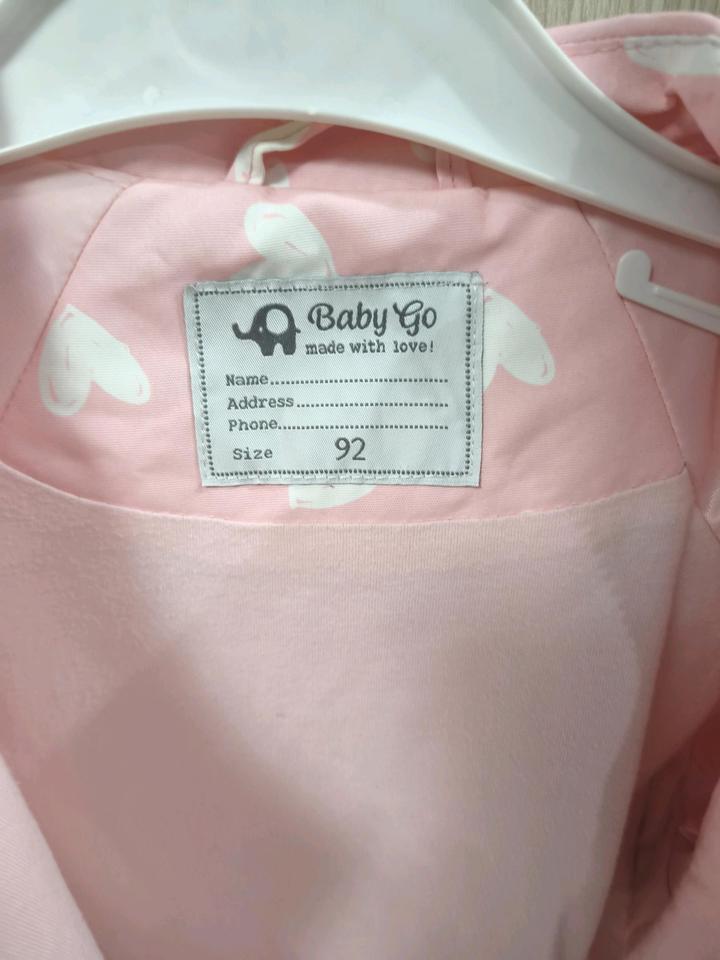 Baby Go
made with love!
Name..............................
Address..........................
Phone.............................
Size 92